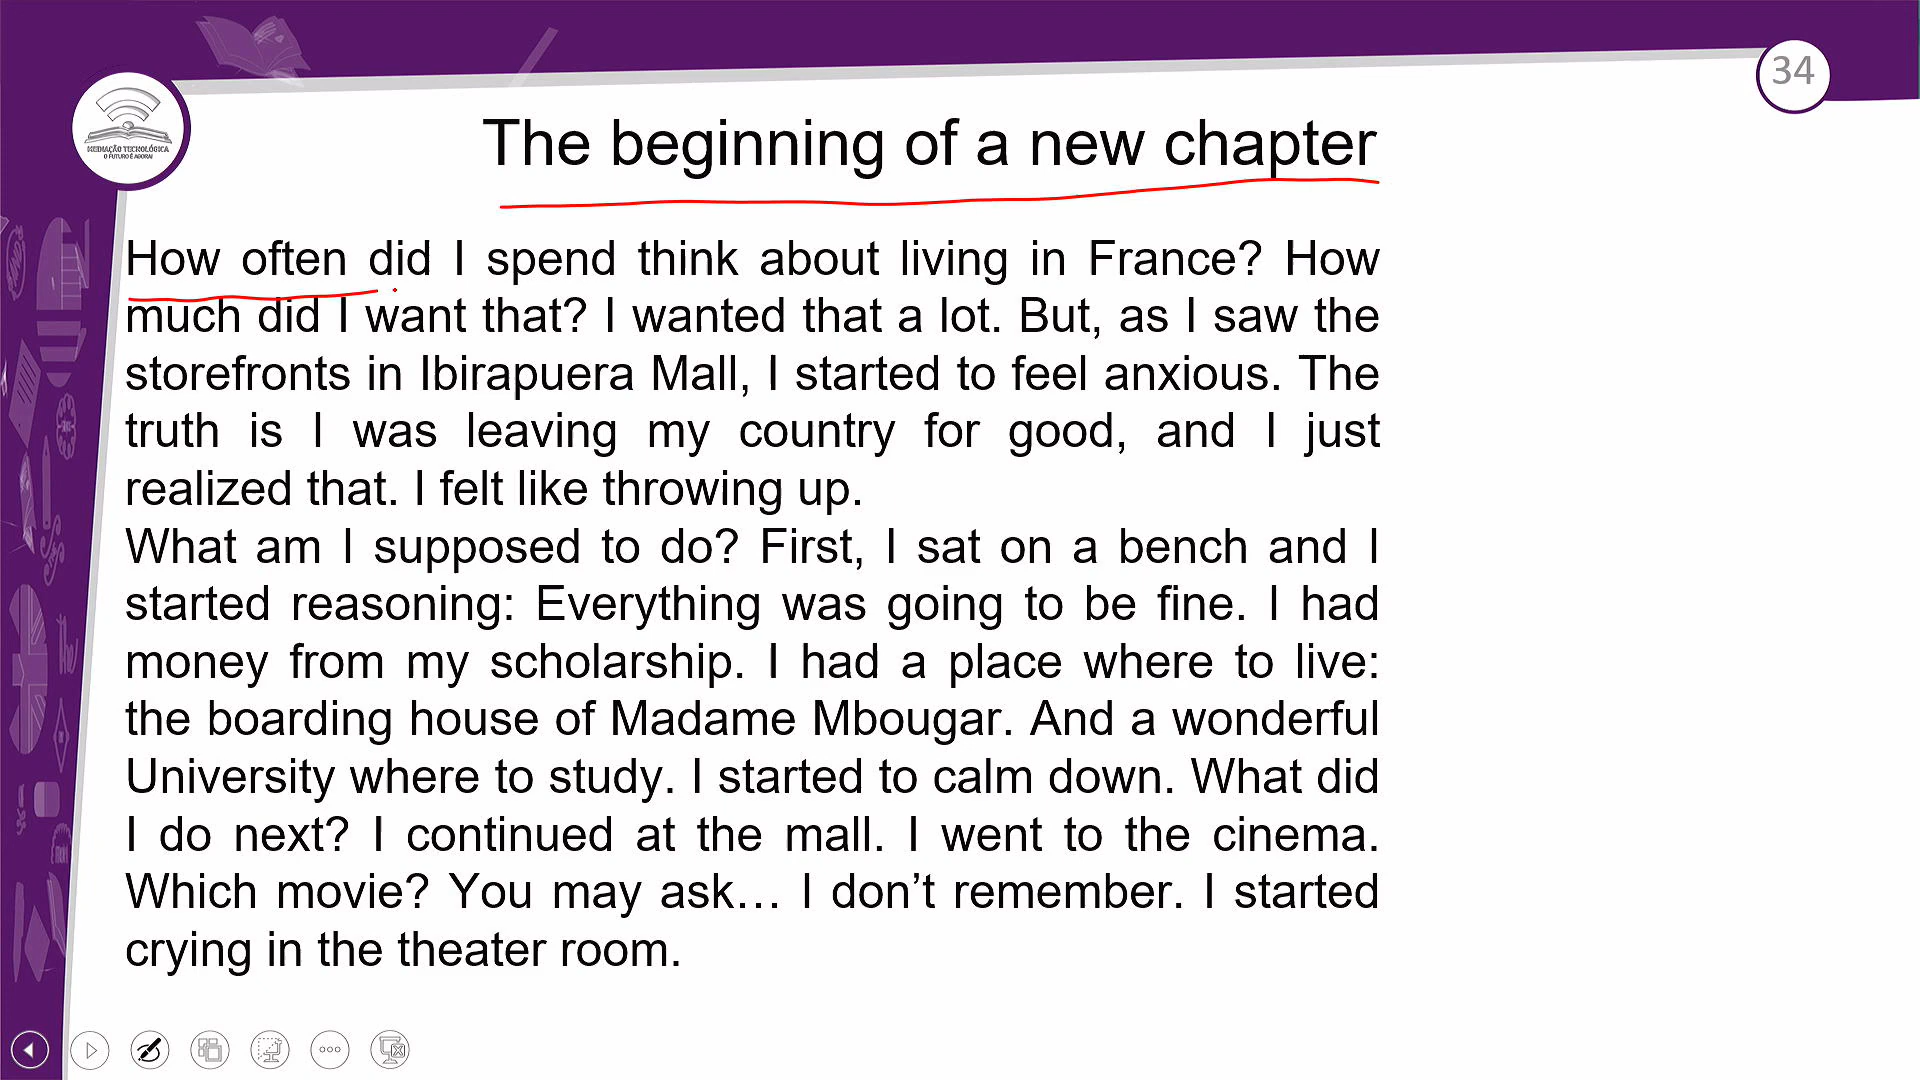 34
MEDIAÇÃO TECNOLÓGICA
O FUTURO É AGORA!
The beginning of a new chapter
How often did I spend think about living in France? How
much did I want that? I wanted that a lot. But, as I saw the
storefronts in Ibirapuera Mall, I started to feel anxious. The
truth is I was leaving my country for good, and I just
realized that. I felt like throwing up.
What am I supposed to do? First, I sat on a bench and I
started reasoning: Everything was going to be fine. I had
money from my scholarship. I had a place where to live:
the boarding house of Madame Mbougar. And a wonderful
University where to study. I started to calm down. What did
I do next? I continued at the mall. I went to the cinema.
Which movie? You may ask… I don’t remember. I started
crying in the theater room.